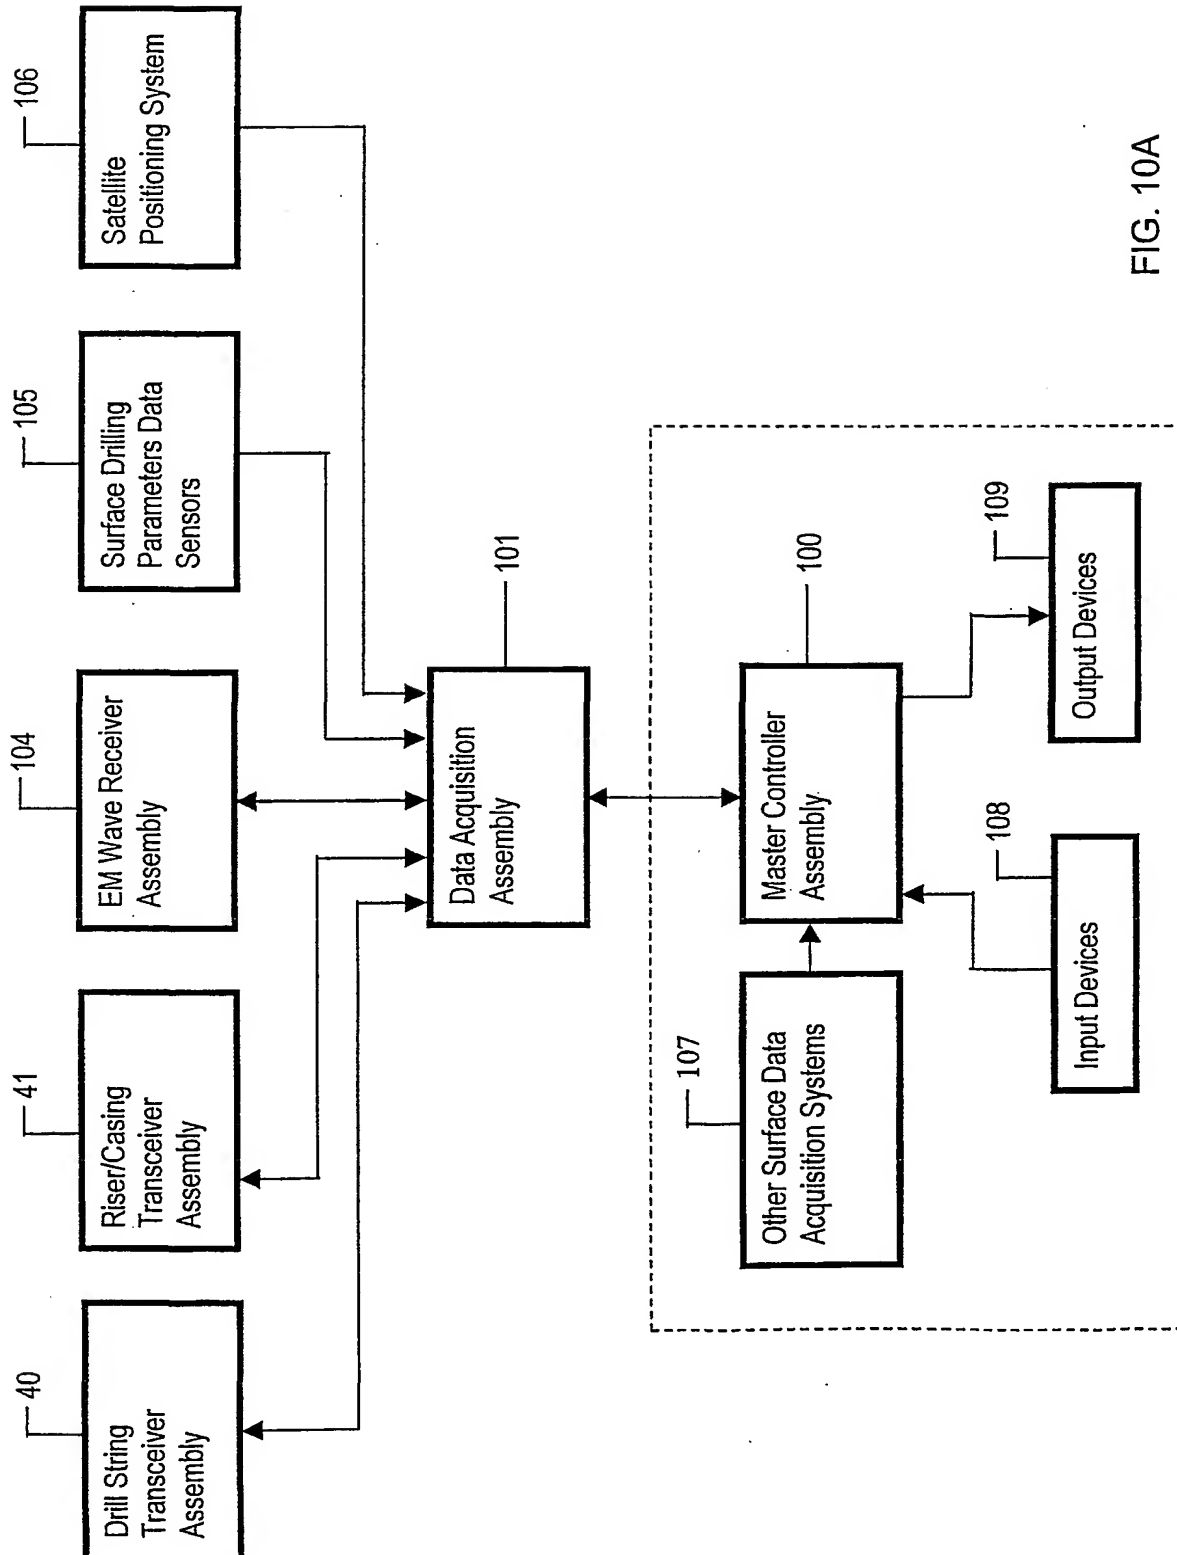 40
Drill String
Transceiver
Assembly
41
Riser/Casing
Transceiver
Assembly
104
EM Wave Receiver
Assembly
105
Surface Drilling
Parameters Data
Sensors
106
Satellite
Positioning System
101
Data Acquisition
Assembly
107
Other Surface Data
Acquisition Systems
100
Master Controller
Assembly
108
Input Devices
109
Output Devices
FIG. 10A